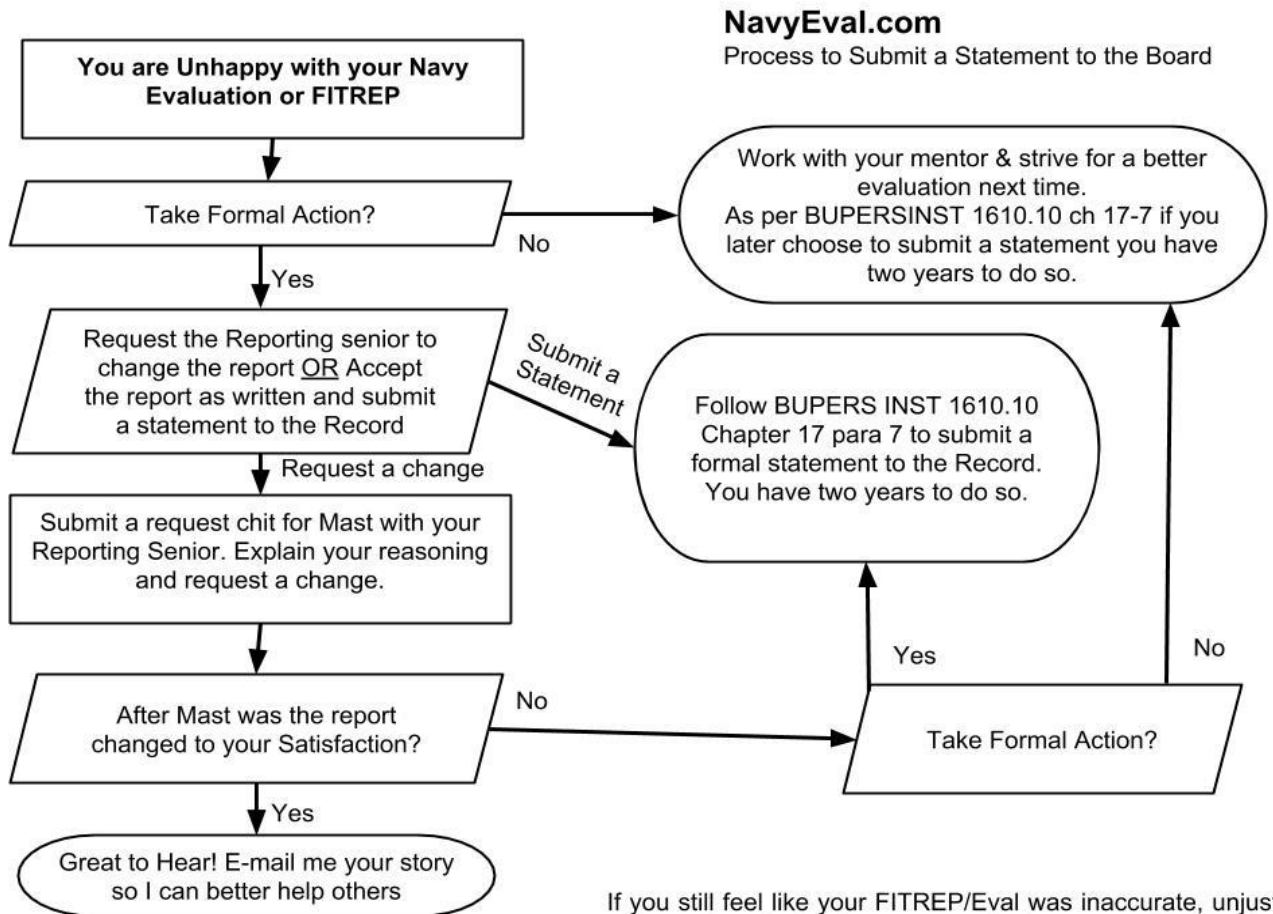 NavyEval.com
Process to Submit a Statement to the Board
You are Unhappy with your Navy
Evaluation or FITREP
Take Formal Action?
No
Work with your mentor & strive for a better
evaluation next time.
As per BUPERSINST 1610.10 ch 17-7 if you
later choose to submit a statement you have
two years to do so.
Yes
Request the Reporting senior to
change the report OR Accept
the report as written and submit
a statement to the Record
Submit a
Statement
Follow BUPERS INST 1610.10
Chapter 17 para 7 to submit a
formal statement to the Record.
You have two years to do so.
Request a change
Submit a request chit for Mast with your
Reporting Senior. Explain your reasoning
and request a change.
After Mast was the report
changed to your Satisfaction?
No
Take Formal Action?
Yes
No
Yes
Great to Hear! E-mail me your story
so I can better help others
If you still feel like your FITREP/Eval was inaccurate, unjus